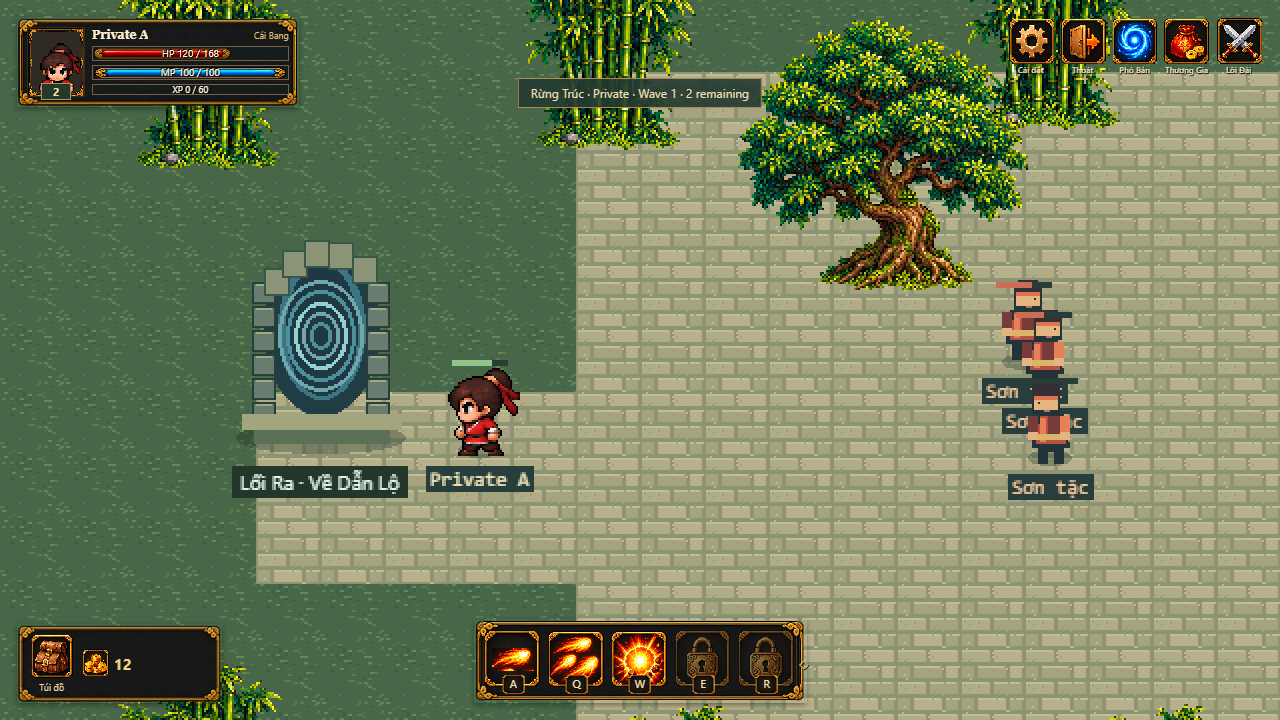 Private A
Cái Bang
HP 120 / 168
MP 100 / 100
2
XP 0 / 60
Rừng Trúc · Private · Wave 1 · 2 remaining
Cài đặt
Thoát
Phó Bản
Thương Gia
Lôi Đài
Lối Ra · Về Dẫn Lộ
Private A
Sơn
Sơn tặc
Túi đồ
12
A
Q
W
E
R